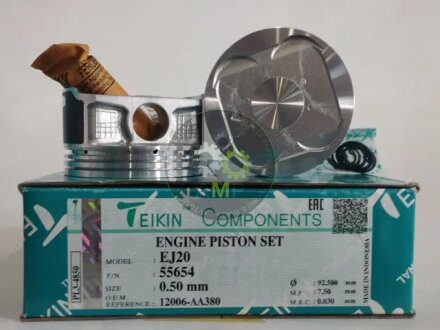 M
TEIKIN COMPONENTS
EAC
ENGINE PISTON SET
MODEL : EJ20
P/N : 55654
SIZE : 0.50 mm
O.E.M. REFERENCE: 12006-AA380
Ø : 92.500 mm
M.P : 7.50 mm
M.R.C : 0.030 mm
MADE IN INDONESIA
PL3-4850